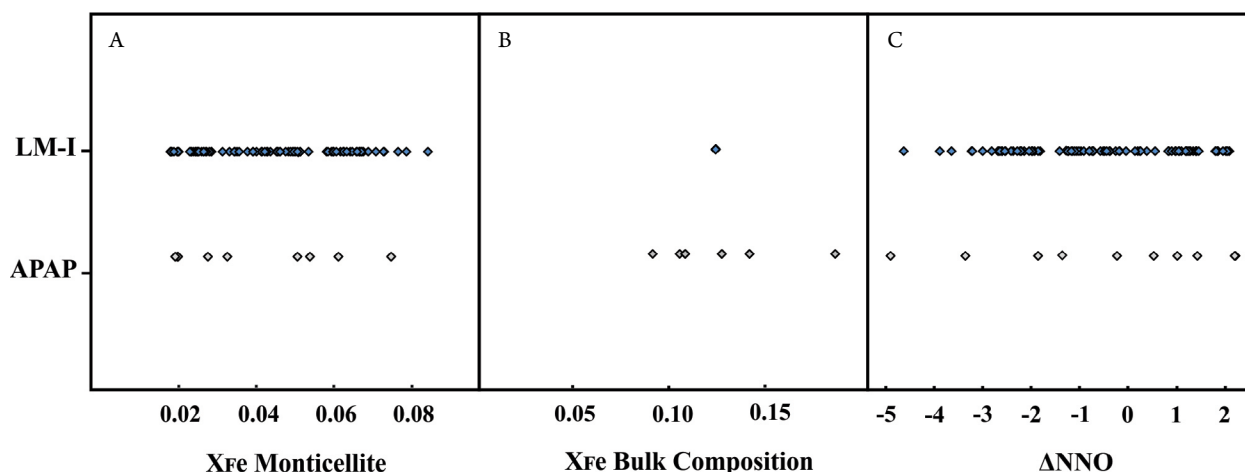 A B C
LM-I
APAP
0.02 0.04 0.06 0.08 0.05 0.10 0.15 -5 -4 -3 -2 -1 0 1 2
XFe Monticellite XFe Bulk Composition ΔNNO